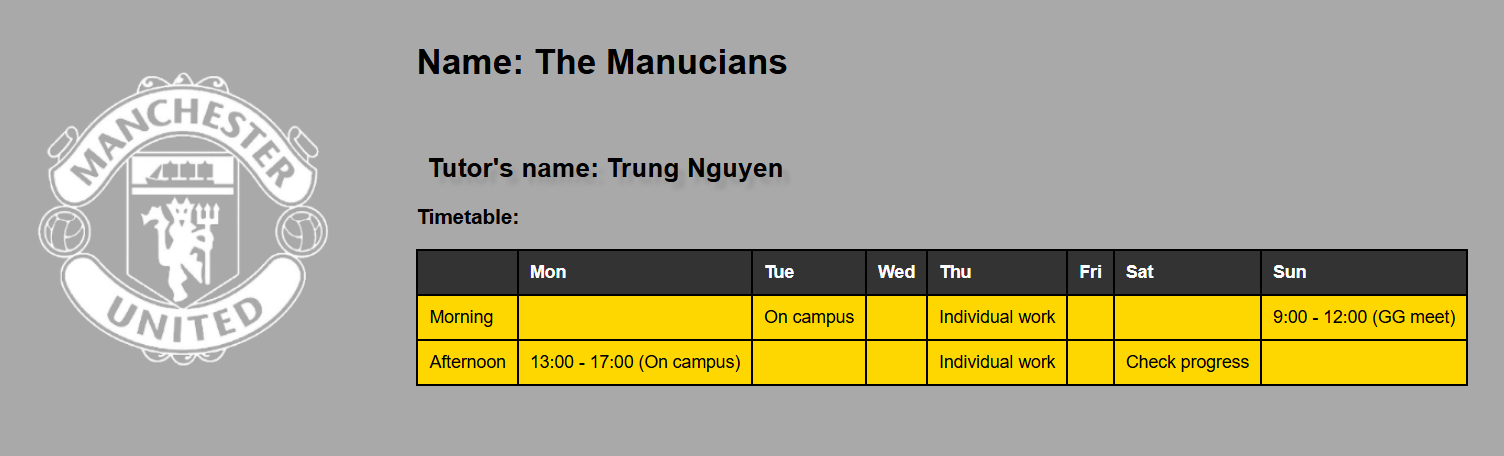 MANCHESTER
UNITED
Name: The Manucians
Tutor's name: Trung Nguyen
Timetable:
Mon Tue Wed Thu Fri Sat Sun
Morning On campus Individual work 9:00 - 12:00 (GG meet)
Afternoon 13:00 - 17:00 (On campus) Individual work Check progress